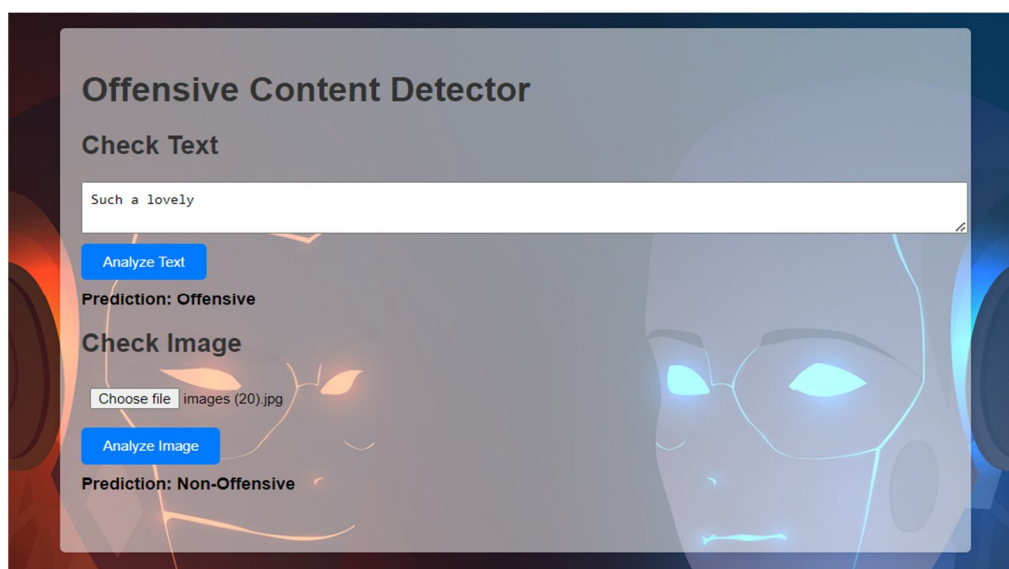 Offensive Content Detector
Check Text
Such a lovely
Analyze Text
Prediction: Offensive
Check Image
Choose file images (20).jpg
Analyze Image
Prediction: Non-Offensive